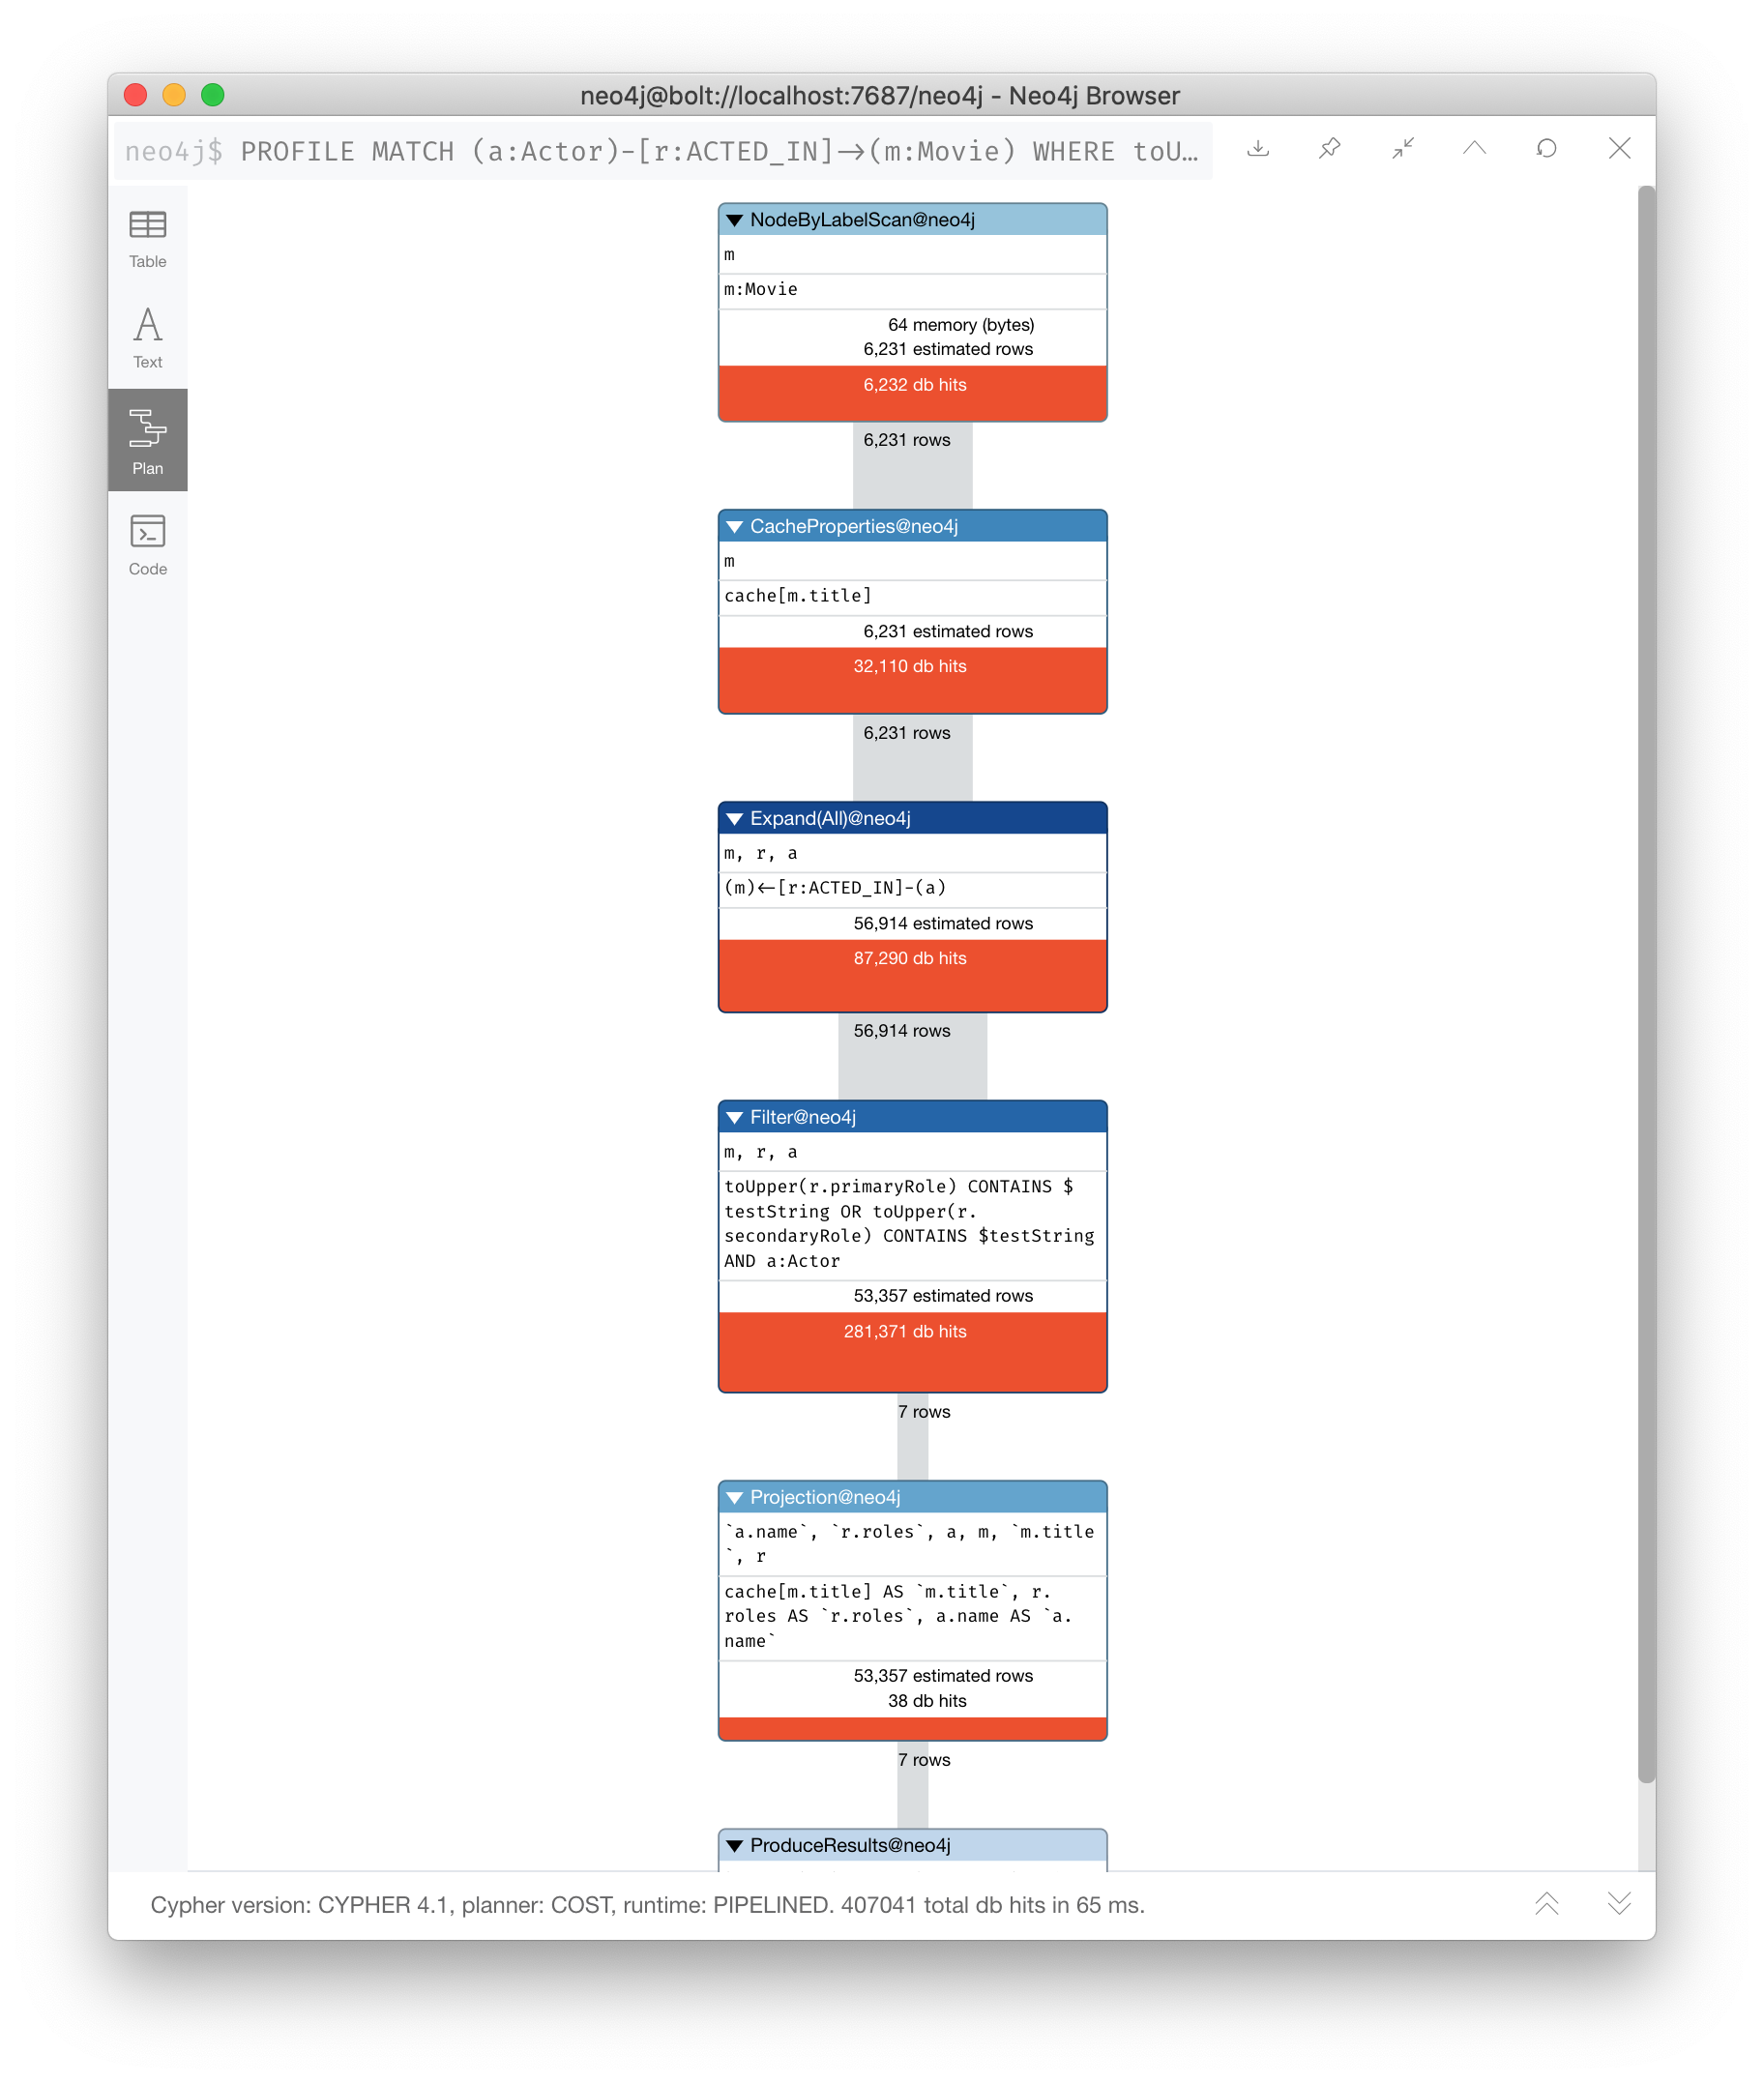 neo4j@bolt://localhost:7687/neo4j - Neo4j Browser
neo4j$ PROFILE MATCH (a:Actor)-[r:ACTED_IN]->(m:Movie) WHERE toU…
Table
Text
Plan
Code
NodeByLabelScan@neo4j
m
m:Movie
64 memory (bytes)
6,231 estimated rows
6,232 db hits
6,231 rows
CacheProperties@neo4j
m
cache[m.title]
6,231 estimated rows
32,110 db hits
6,231 rows
Expand(All)@neo4j
m, r, a
(m)<-[r:ACTED_IN]-(a)
56,914 estimated rows
87,290 db hits
56,914 rows
Filter@neo4j
m, r, a
toUpper(r.primaryRole) CONTAINS $
testString OR toUpper(r.
secondaryRole) CONTAINS $testString
AND a:Actor
53,357 estimated rows
281,371 db hits
7 rows
Projection@neo4j
`a.name`, `r.roles`, a, m, `m.title
`, r
cache[m.title] AS `m.title`, r.
roles AS `r.roles`, a.name AS `a.
name`
53,357 estimated rows
38 db hits
7 rows
ProduceResults@neo4j
Cypher version: CYPHER 4.1, planner: COST, runtime: PIPELINED. 407041 total db hits in 65 ms.